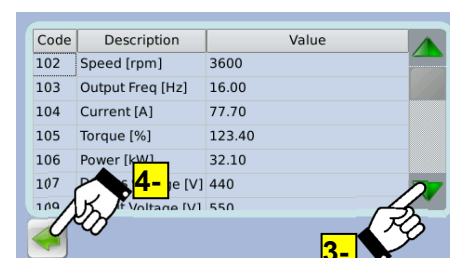 Code Description Value
102 Speed [rpm] 3600
103 Output Freq [Hz] 16.00
104 Current [A] 77.70
105 Torque [%] 123.40
106 Power [kW] 32.10
107 [V] 440
109 Voltage [V] 550
4-
3-